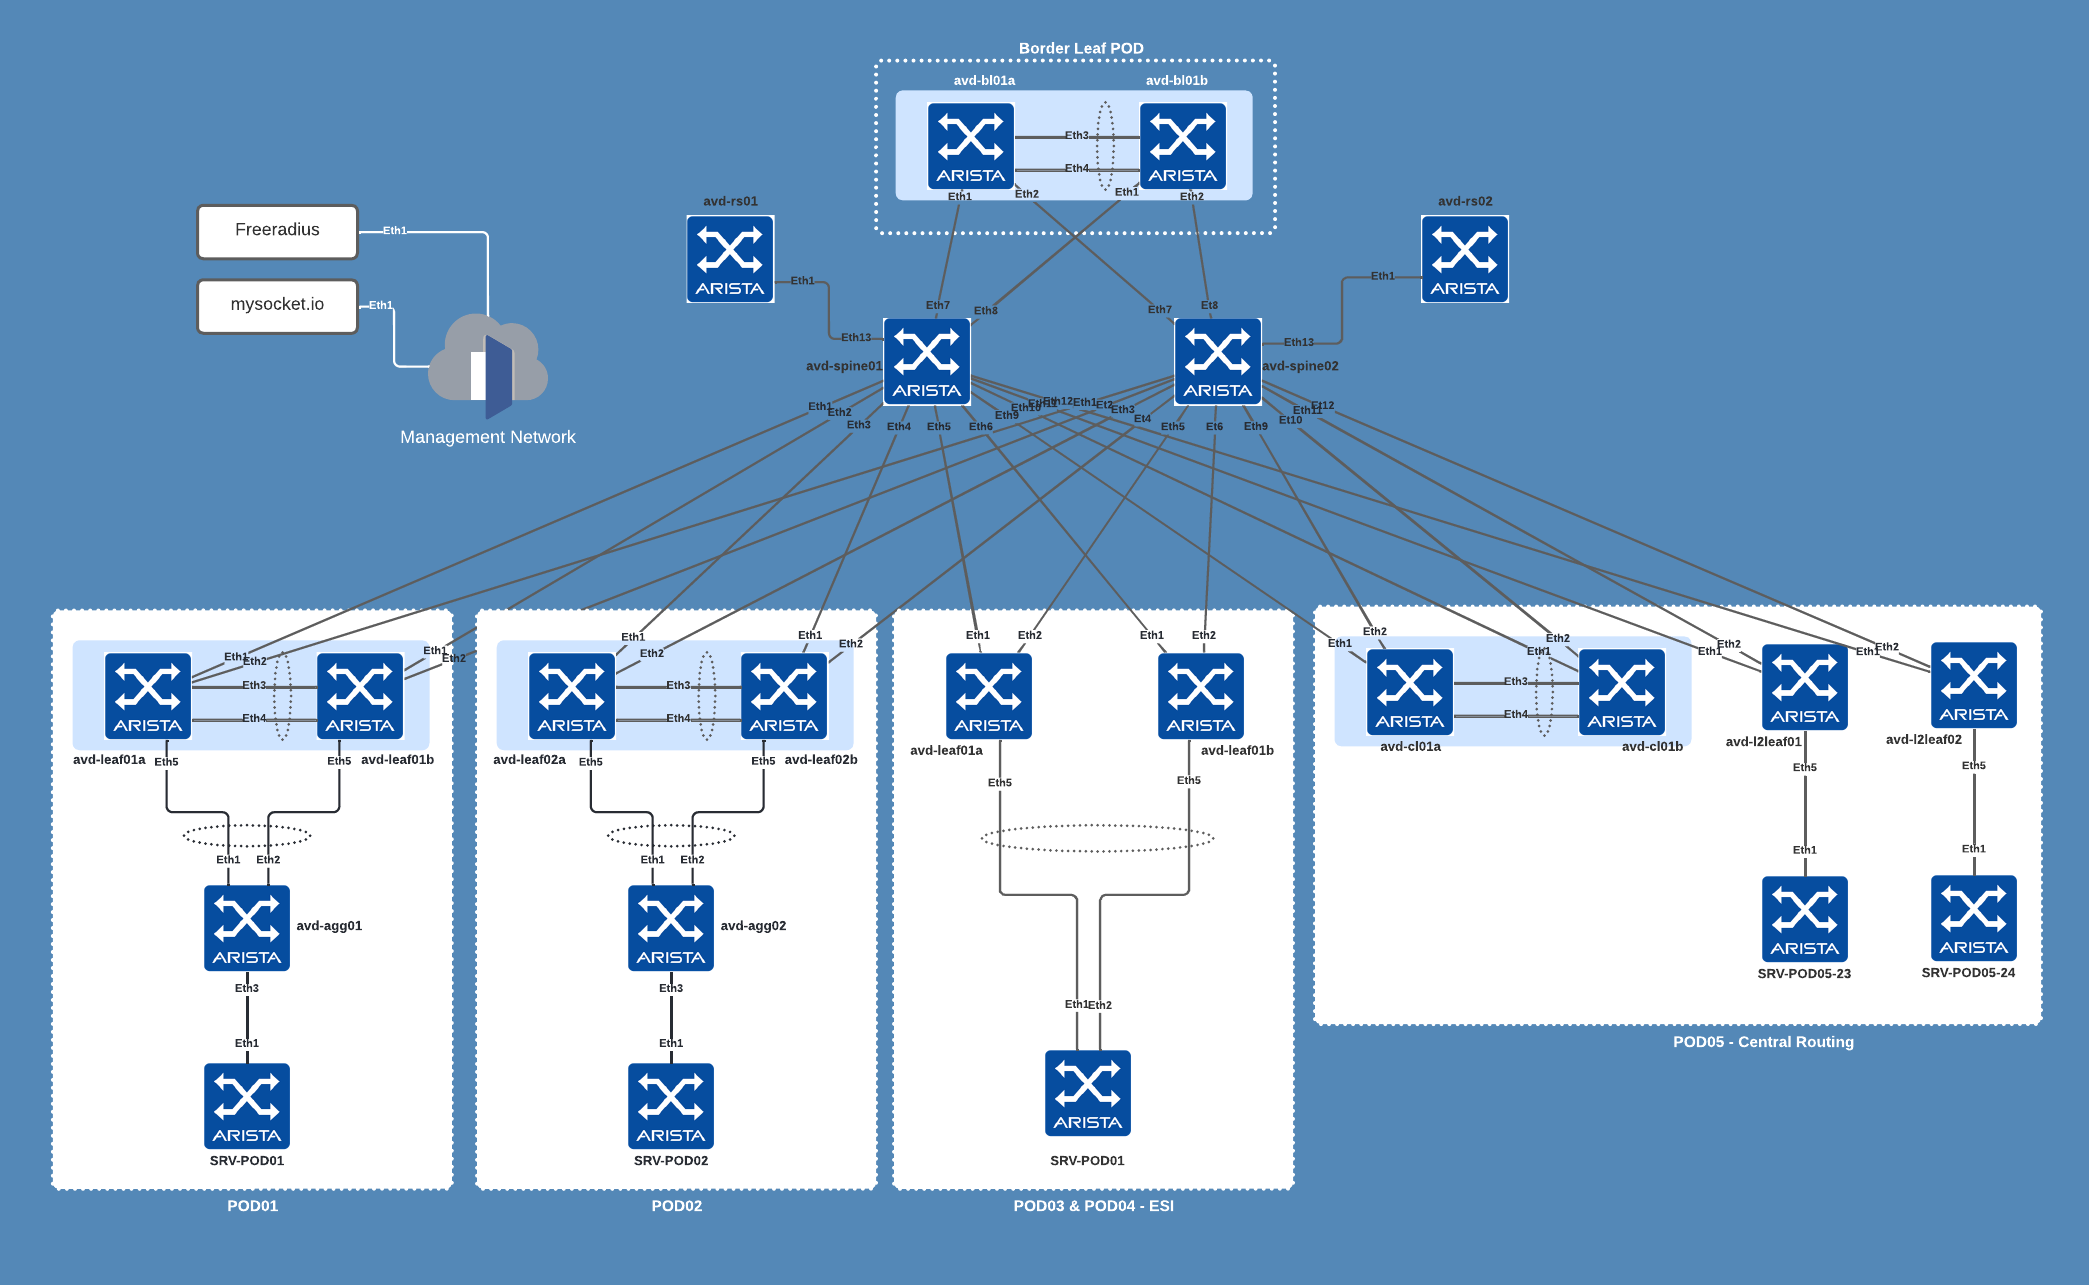 Border Leaf POD
avd-bl01a
avd-bl01b
Eth3
Eth4
ARISTA
ARISTA
Eth1
Eth2
Eth1
Eth2
avd-rs01
avd-rs02
ARISTA
ARISTA
Eth1
Eth1
Freeradius
Eth1
mysocket.io
Eth1
Management Network
Eth7
Eth8
Eth7
Et8
Eth13
Eth13
avd-spine01
avd-spine02
ARISTA
ARISTA
Eth1
Eth2
Eth3
Eth4
Eth5
Eth6
Eth9
Eth10
Eth11
Eth12
Eth1
Et2
Eth3
Et4
Eth5
Et6
Eth9
Et10
Eth11
Et12
Eth1
Eth2
Eth1
Eth2
Eth3
Eth4
ARISTA
ARISTA
avd-leaf01a
Eth5
Eth5
avd-leaf01b
Eth1
Eth2
ARISTA
avd-agg01
Eth3
Eth1
ARISTA
SRV-POD01
POD01
Eth1
Eth2
Eth1
Eth2
Eth3
Eth4
ARISTA
ARISTA
avd-leaf02a
Eth5
Eth5
avd-leaf02b
Eth1
Eth2
ARISTA
avd-agg02
Eth3
Eth1
ARISTA
SRV-POD02
POD02
Eth1
Eth2
Eth1
Eth2
ARISTA
ARISTA
avd-leaf01a
avd-leaf01b
Eth5
Eth5
Eth1
Eth2
ARISTA
SRV-POD01
POD03 & POD04 - ESI
Eth1
Eth2
Eth1
Eth2
Eth3
Eth4
ARISTA
ARISTA
avd-cl01a
avd-cl01b
Eth1
Eth2
Eth1
Eth2
ARISTA
ARISTA
avd-l2leaf01
avd-l2leaf02
Eth5
Eth5
Eth1
Eth1
ARISTA
ARISTA
SRV-POD05-23
SRV-POD05-24
POD05 - Central Routing